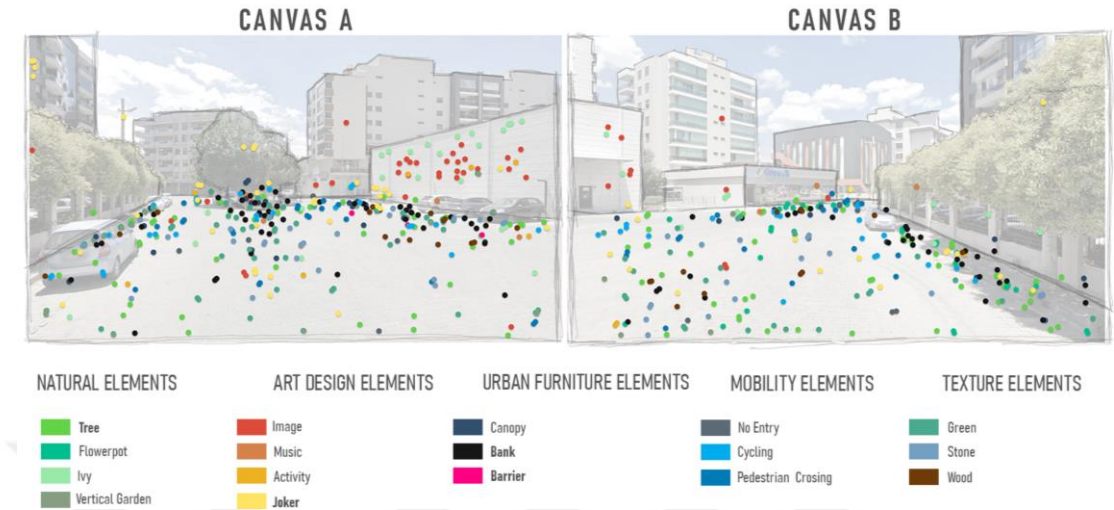 CANVAS A
CANVAS B
NATURAL ELEMENTS
ART DESIGN ELEMENTS
URBAN FURNITURE ELEMENTS
MOBILITY ELEMENTS
TEXTURE ELEMENTS
Tree
Flowerpot
Ivy
Vertical Garden
Image
Music
Activity
Joker
Canopy
Bank
Barrier
No Entry
Cycling
Pedestrian Crosing
Green
Stone
Wood